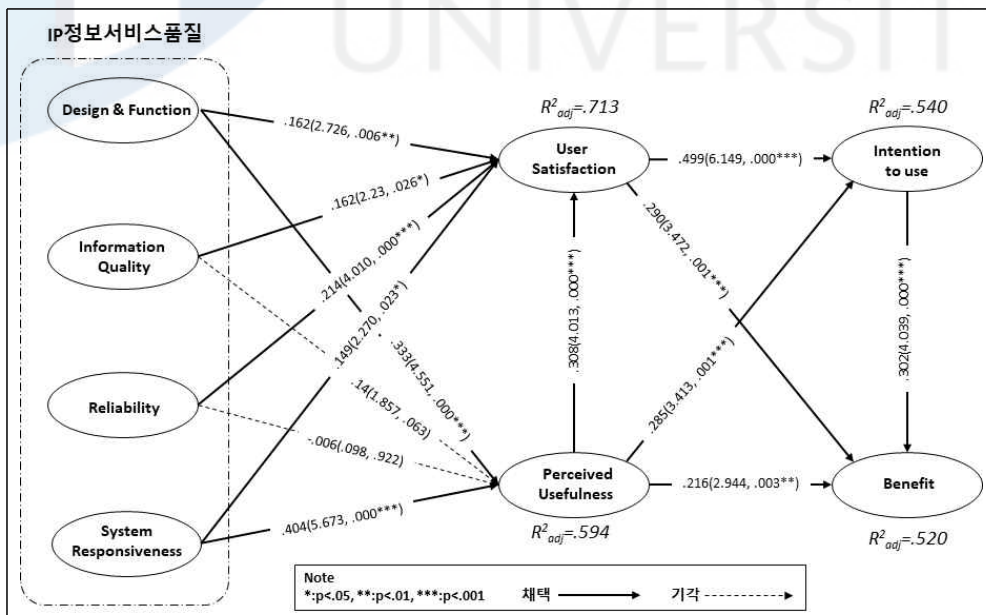 UNIVERSIT
IP정보서비스품질
Design & Function
Information
Quality
Reliability
System
Responsiveness
.162(2.726, .006**)
.162(2.23, .026*)
.214(4.010, .000***)
.149(2.270, .023*)
.333(4.551, .000***)
.14(1.857, .063)
-.006(.098, .922)
.404(5.673, .000***)
R²adj=.713
User
Satisfaction
.308(4.013, .000***)
Perceived
Usefulness
R²adj=.594
.499(6.149, .000***)
.290(3.472, .001***)
.285(3.413, .001***)
.216(2.944, .003**)
R²adj=.540
Intention
to use
.302(4.039, .000***)
Benefit
R²adj=.520
Note
*:p<.05, **:p<.01, ***:p<.001 채택 기각